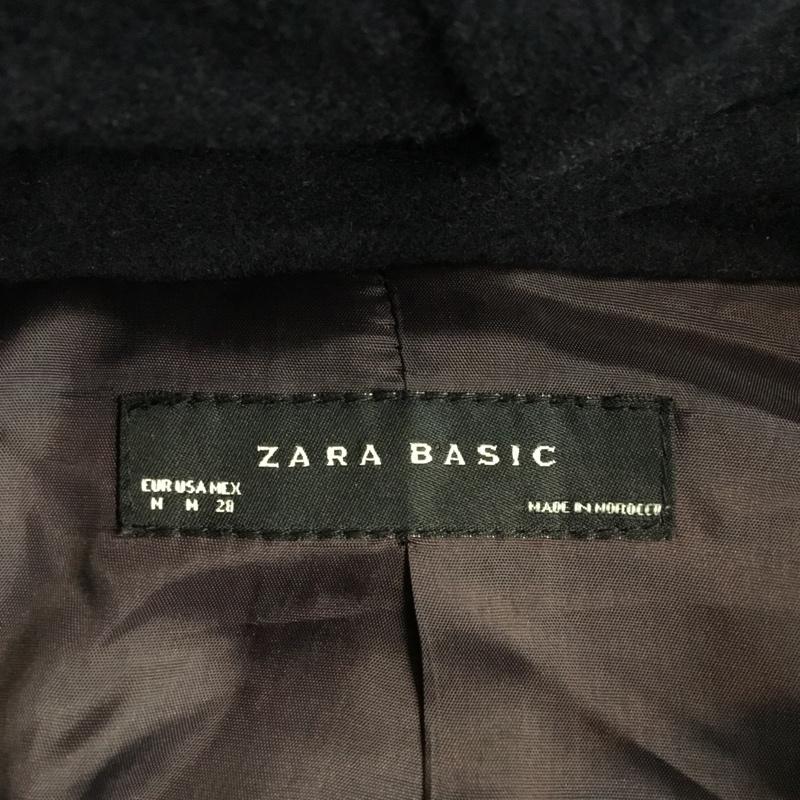 ZARA BASIC
EUR USA MEX
M M 28
MADE IN MOROCCO